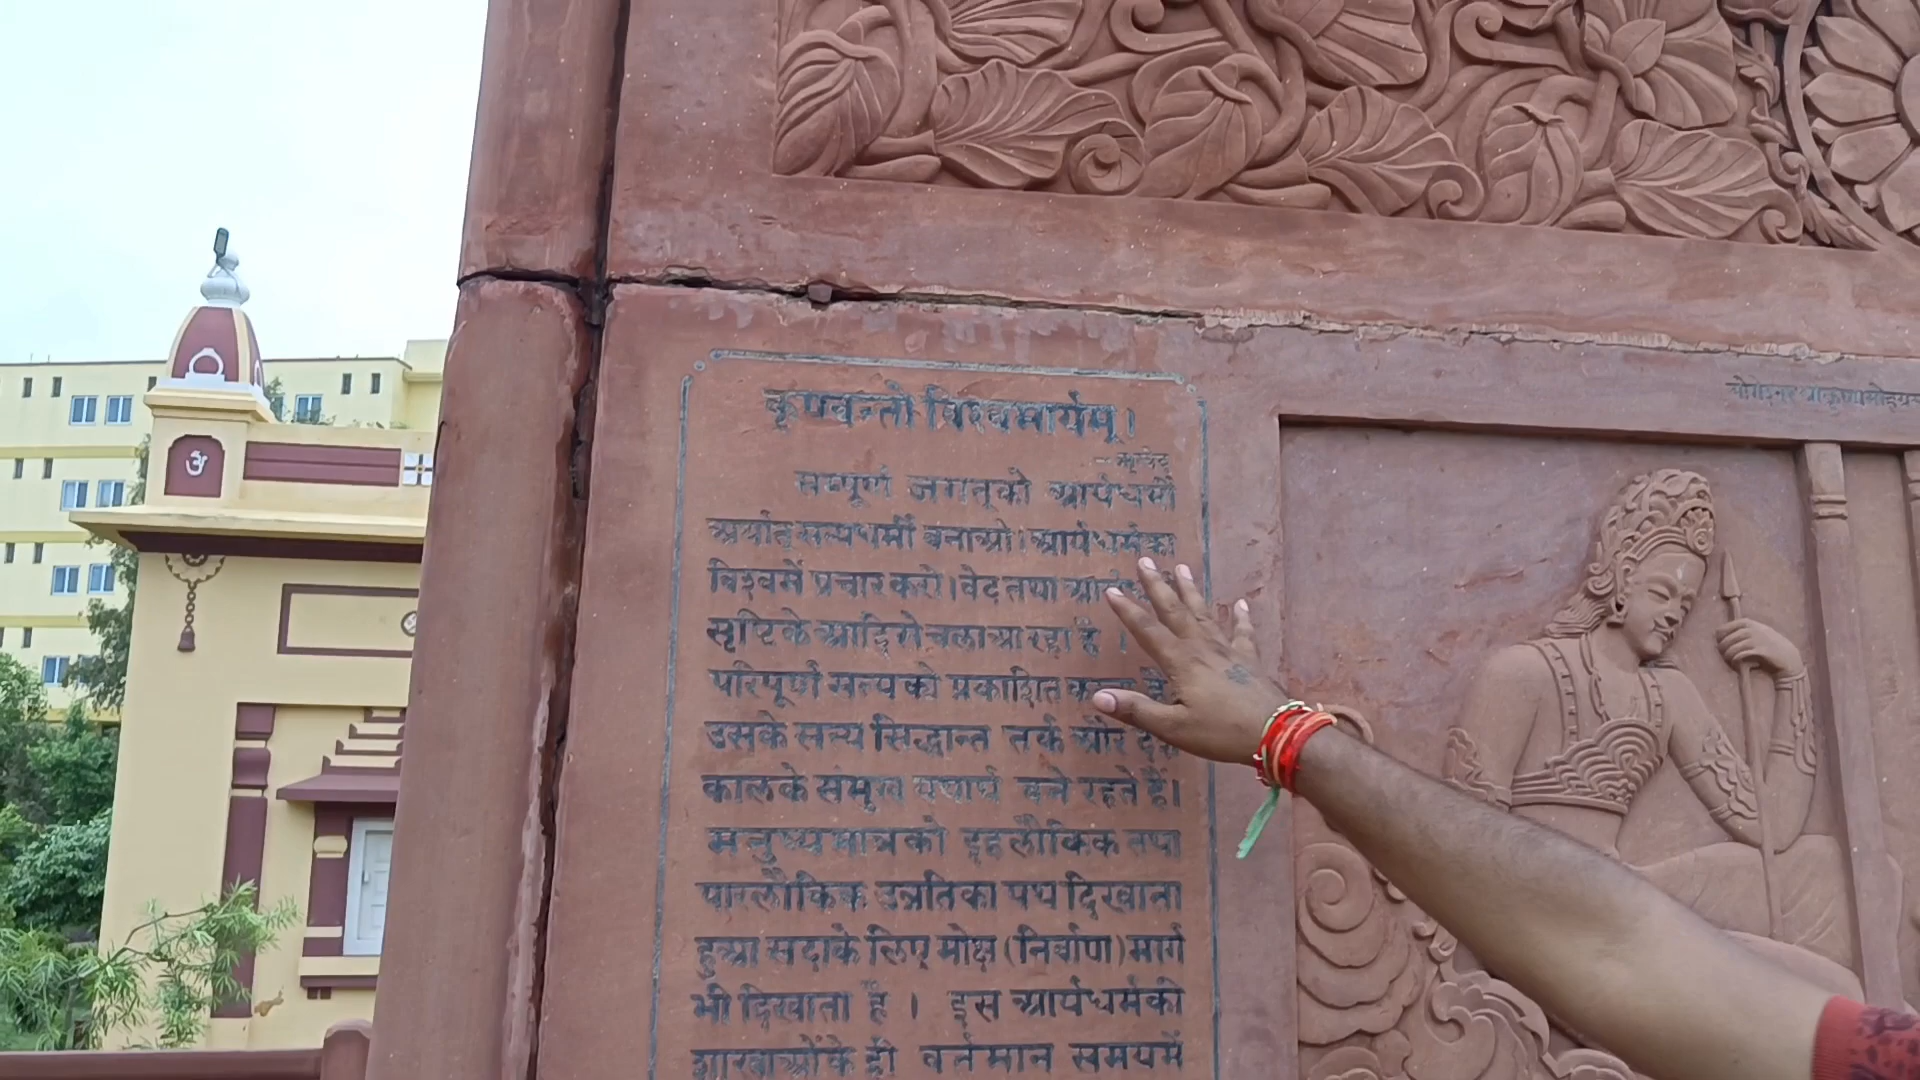 कृण्वन्तो विश्वमार्यम्।
— ऋग्वेद
सम्पूर्ण जगत्‌को आर्यधर्मी
अर्थात् सत्यधर्मी बनाओ। आर्यधर्मका
विश्वमें प्रचार करो। वेद तथा
सृष्टिके आदिसे चला आ रहा है ।
परिपूर्ण सत्यको प्रकाशित है
उसके सत्य सिद्धान्त तर्क और
कालके संमुख यथार्थ बने रहते हैं।
मनुष्यमात्रको इहलौकिक तथा
पारलौकिक उन्नतिका पथ दिखाता
हुआ सदाके लिए मोक्ष (निर्वाण) मार्ग
भी दिखाता है । इस आर्यधर्मकी
शाखाओंके ही वर्तमान समयमें
ॐ